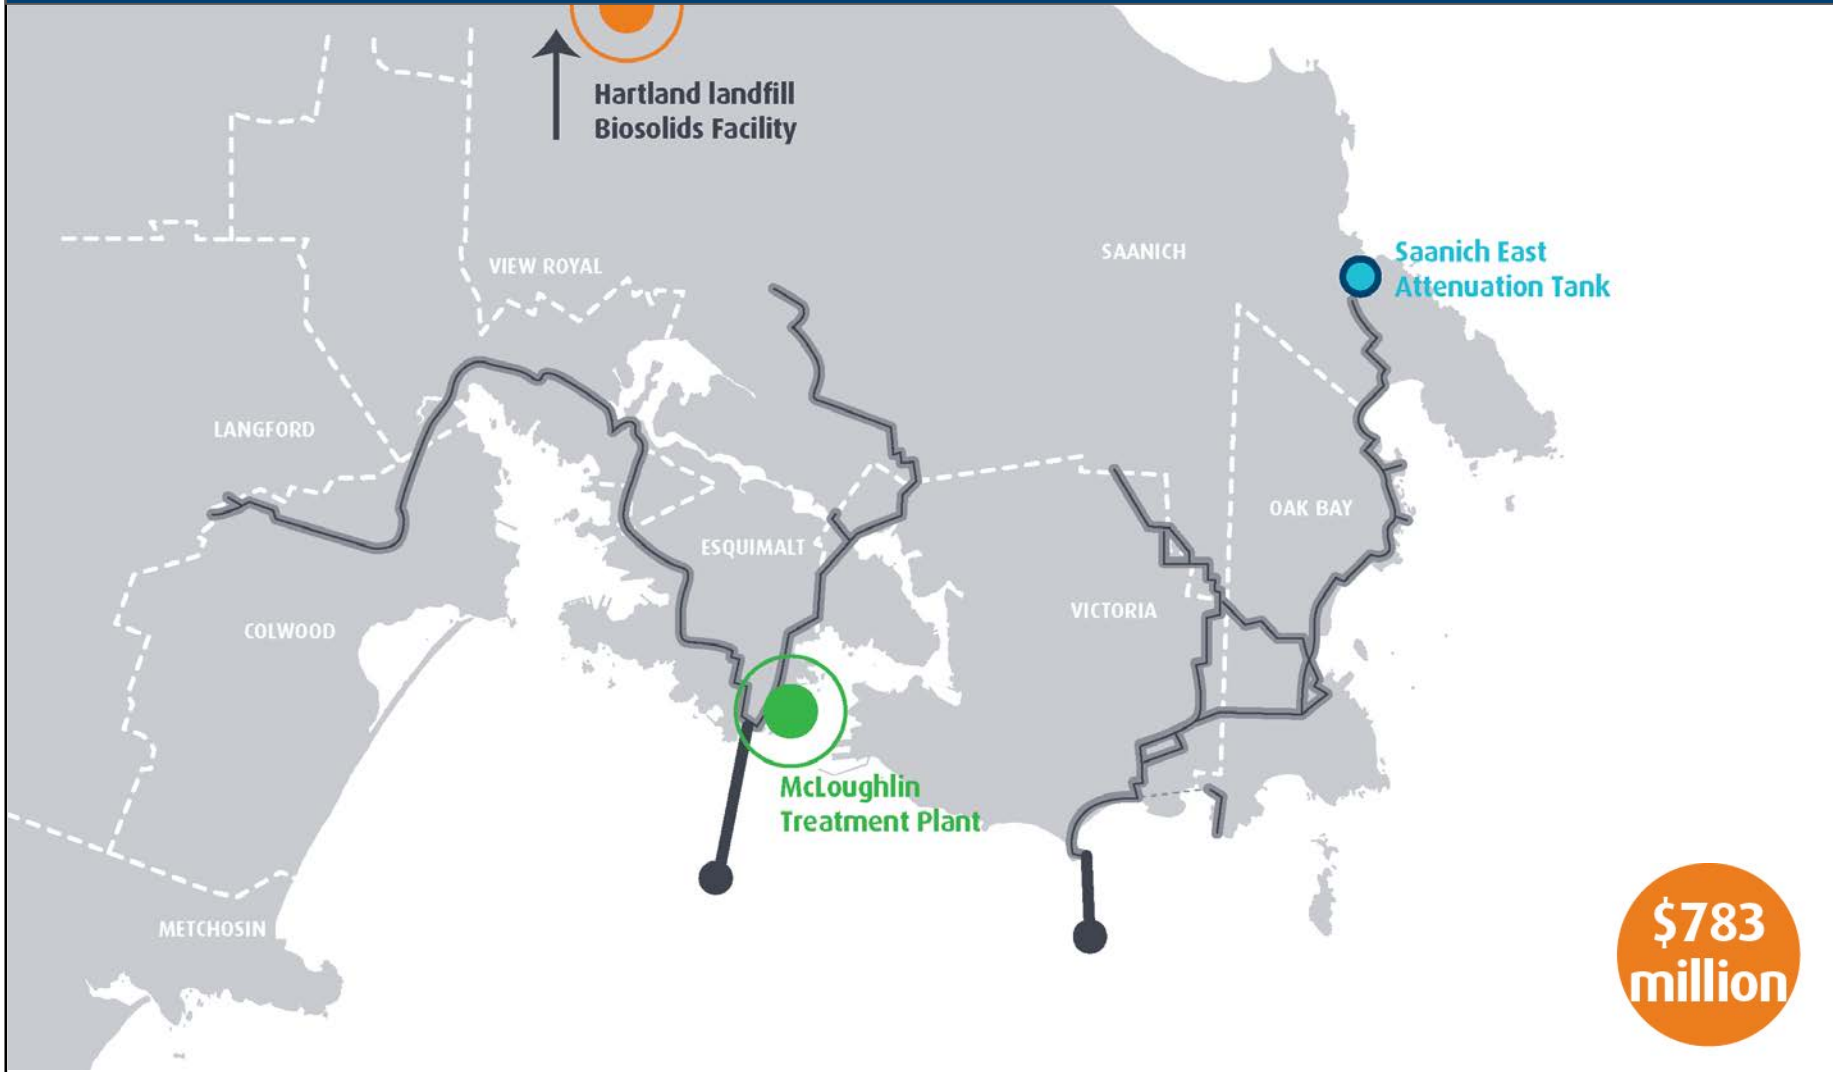 Hartland landfill
Biosolids Facility
SAANICH
Saanich East
Attenuation Tank
VIEW ROYAL
LANGFORD
OAK BAY
ESQUIMALT
VICTORIA
COLWOOD
McLoughlin
Treatment Plant
METCHOSIN
$783
million